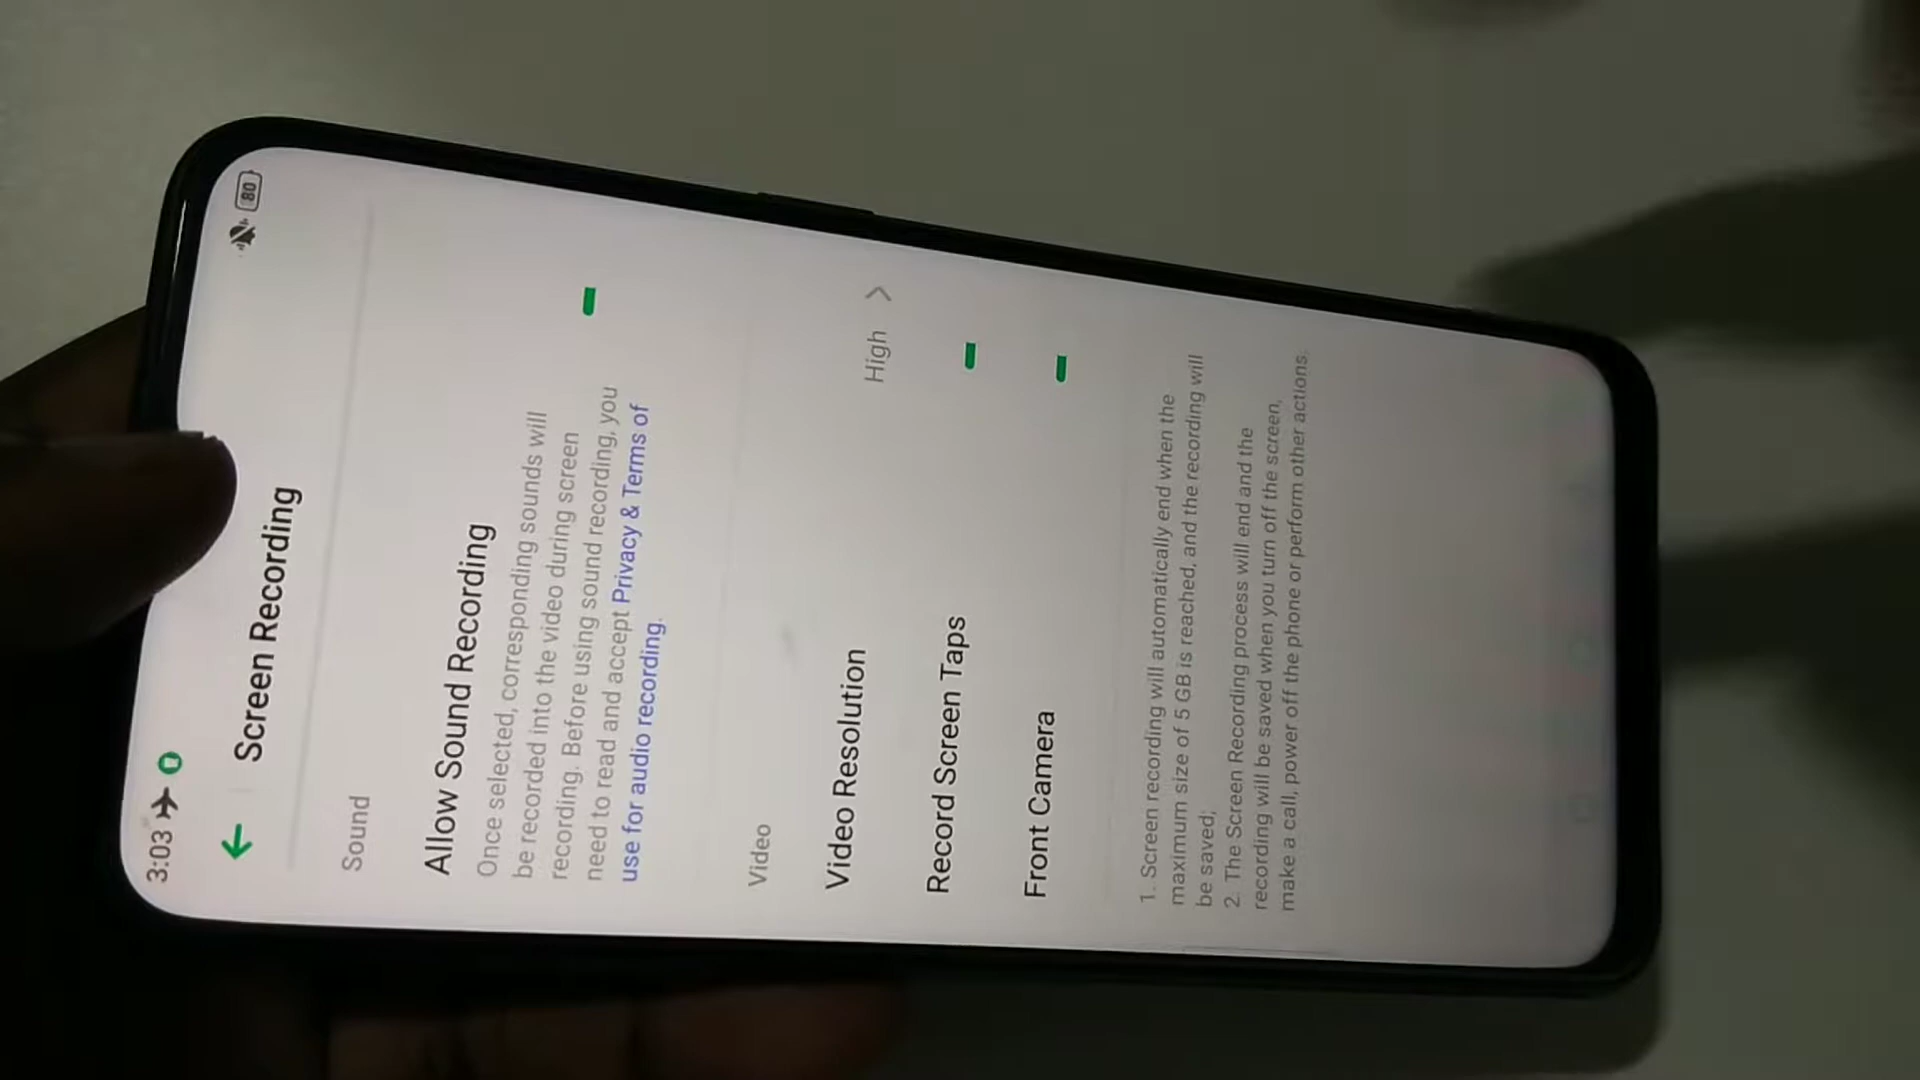 3:03
80
Screen Recording
Sound
Allow Sound Recording
Once selected, corresponding sounds will
be recorded into the video during screen
recording. Before using sound recording, you
need to read and accept Privacy & Terms of
use for audio recording.
Video
Video Resolution
High
Record Screen Taps
Front Camera
1. Screen recording will automatically end when the
maximum size of 5 GB is reached, and the recording will
be saved;
2. The Screen Recording process will end and the
recording will be saved when you turn off the screen,
make a call, power off the phone or perform other actions.